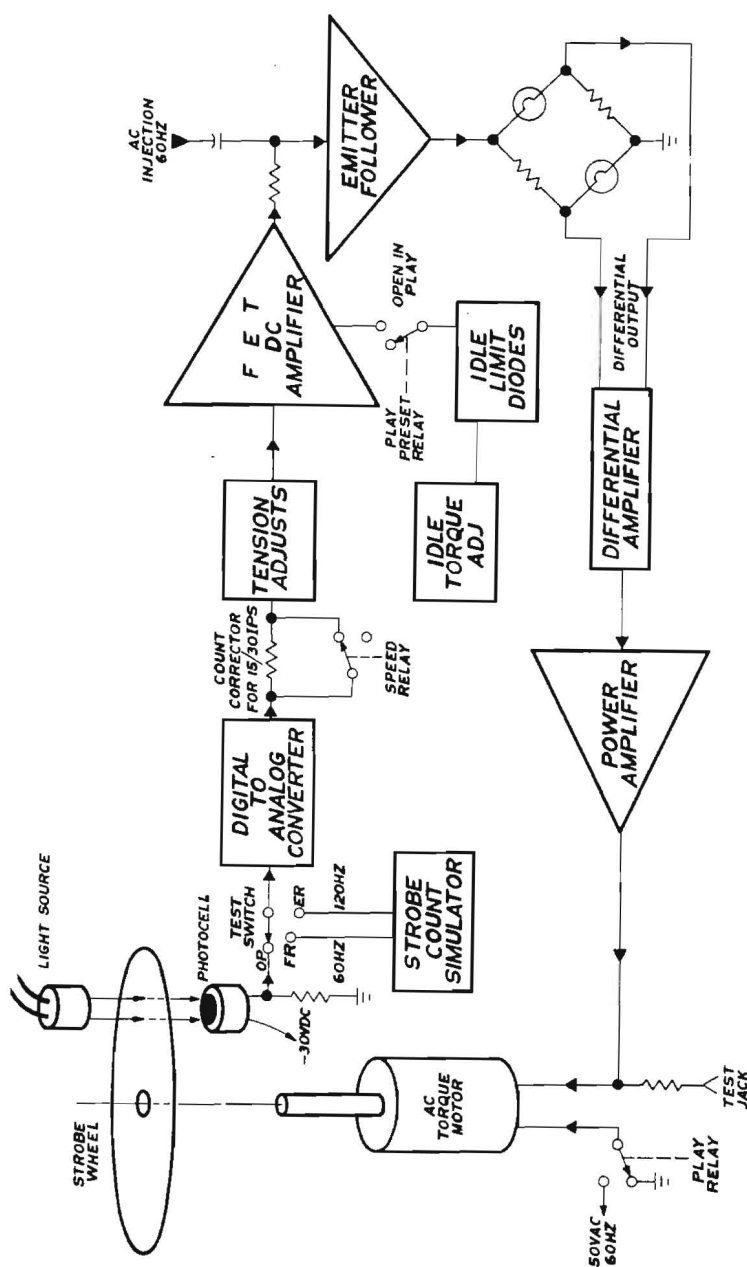 STROBE
WHEEL
LIGHT SOURCE
PHOTOCELL
-30VDC
TEST
SWITCH
OP
FR
ER
60HZ
120HZ
STROBE
COUNT
SIMULATOR
DIGITAL
TO
ANALOG
CONVERTER
COUNT
CORRECTOR
FOR 15/30IPS
SPEED
RELAY
TENSION
ADJUSTS
F E T
DC
AMPLIFIER
AC
INJECTION
60HZ
OPEN IN
PLAY
PLAY
PRESET
RELAY
IDLE
LIMIT
DIODES
IDLE
TORQUE
ADJ
EMITTER
FOLLOWER
DIFFERENTIAL
OUTPUT
DIFFERENTIAL
AMPLIFIER
POWER
AMPLIFIER
AC
TORQUE
MOTOR
TEST
JACK
PLAY
RELAY
50VAC
60HZ